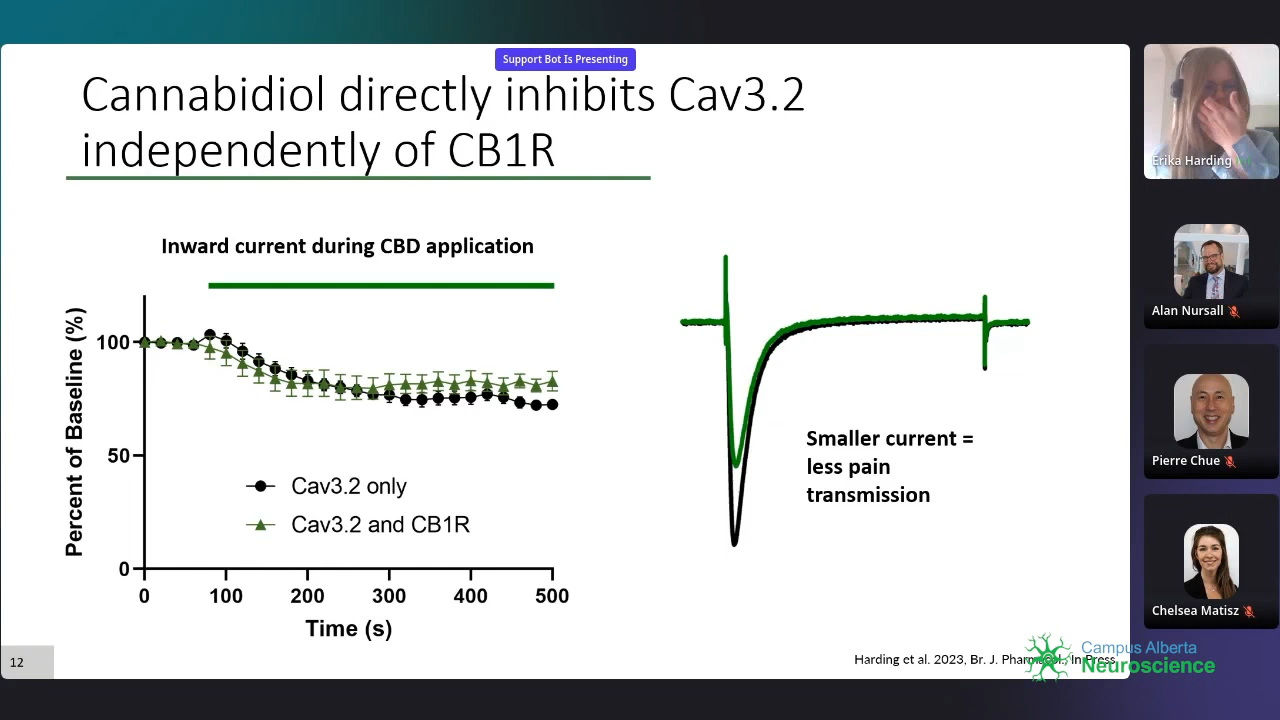 Support Bot Is Presenting
Cannabidiol directly inhibits Cav3.2
independently of CB1R
Inward current during CBD application
Percent of Baseline (%)
100
50
0
0 100 200 300 400 500
Time (s)
Cav3.2 only
Cav3.2 and CB1R
Smaller current =
less pain
transmission
12
Harding et al. 2023, Br. J. Pharmacol., In Press
Campus Alberta
Neuroscience
Erika Harding
Alan Nursall
Pierre Chue
Chelsea Matisz